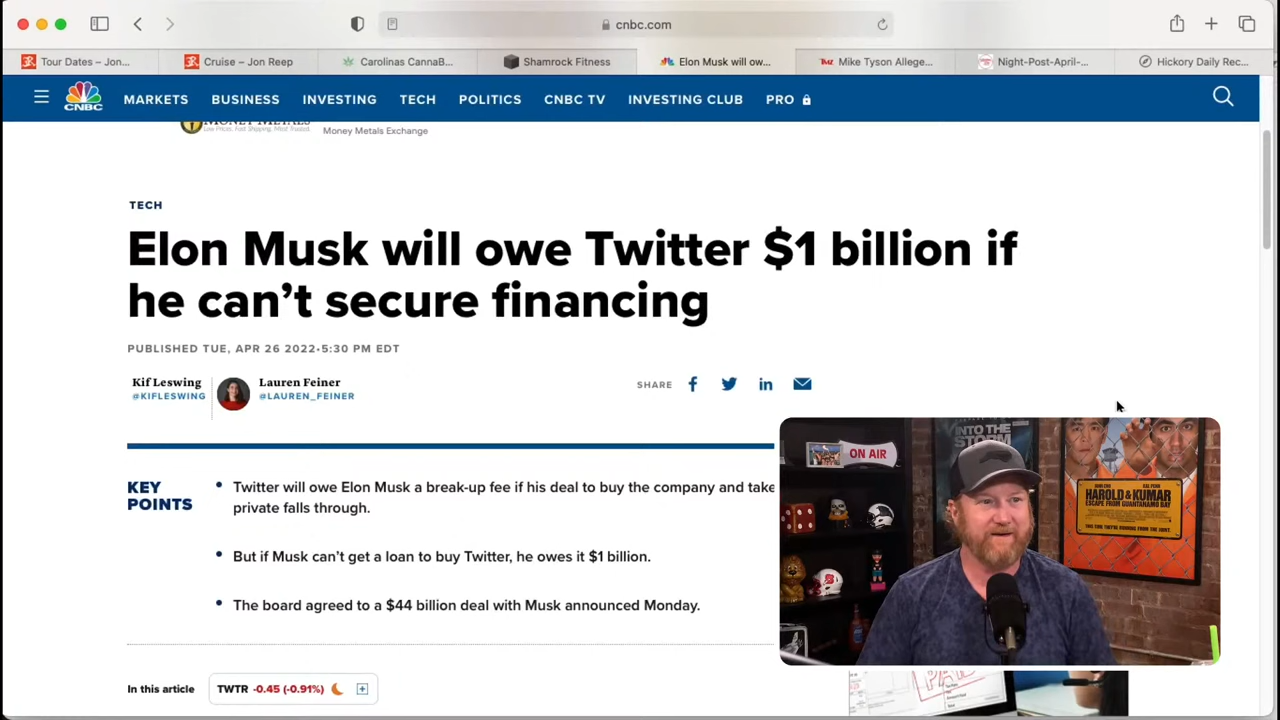 cnbc.com
Tour Dates – Jon...
Cruise – Jon Reep
Carolinas CannaB...
Shamrock Fitness
Elon Musk will ow...
Mike Tyson Allege...
Night-Post-April-...
Hickory Daily Rec...
CNBC
MARKETS
BUSINESS
INVESTING
TECH
POLITICS
CNBC TV
INVESTING CLUB
PRO
Money Metals Exchange
TECH
Elon Musk will owe Twitter $1 billion if
he can’t secure financing
PUBLISHED TUE, APR 26 2022•5:30 PM EDT
Kif Leswing
@KIFLESWING
Lauren Feiner
@LAUREN_FEINER
SHARE
KEY
POINTS
Twitter will owe Elon Musk a break-up fee if his deal to buy the company and take
private falls through.
But if Musk can’t get a loan to buy Twitter, he owes it $1 billion.
The board agreed to a $44 billion deal with Musk announced Monday.
In this article
TWTR -0.45 (-0.91%)
INTO THE
STORM
ON AIR
HAROLD & KUMAR
ESCAPE FROM GUANTANAMO BAY